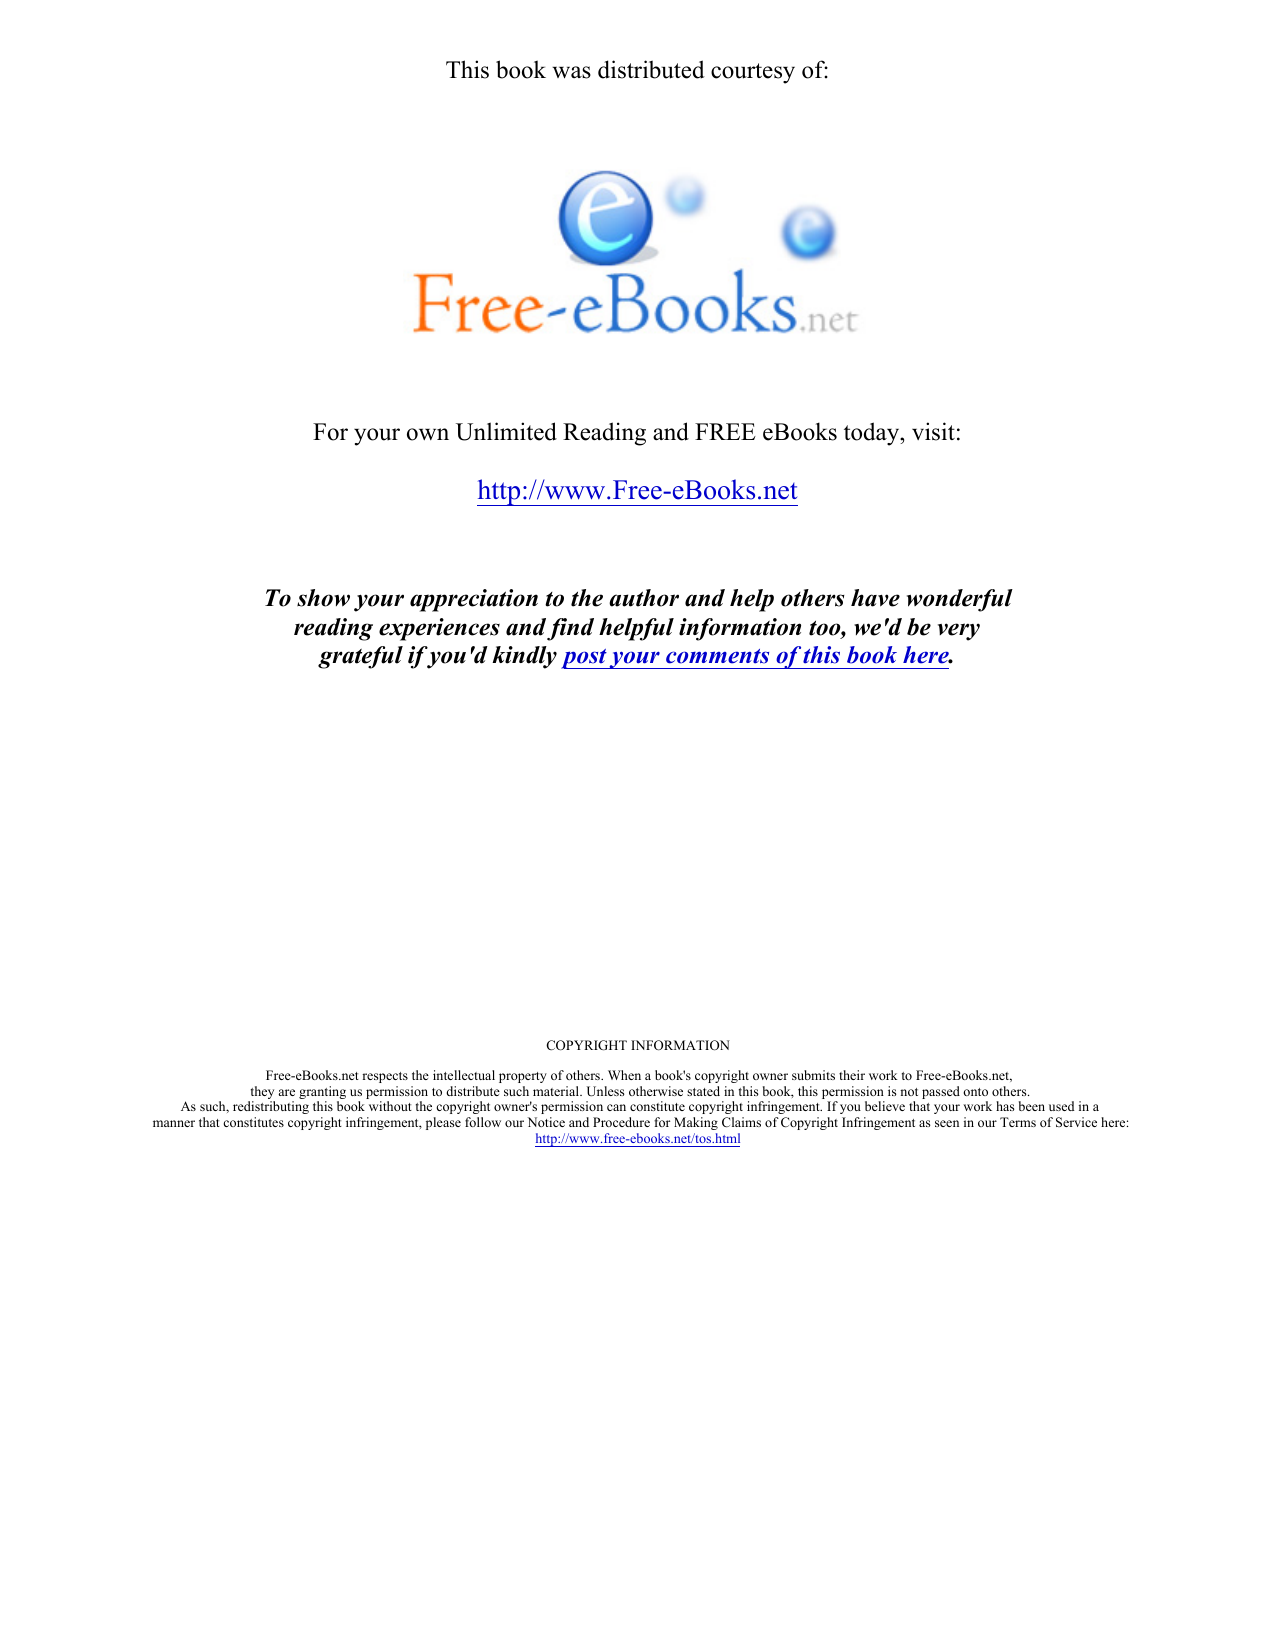 This book was distributed courtesy of:
e
e
e
Free-eBooks.net
For your own Unlimited Reading and FREE eBooks today, visit:
http://www.Free-eBooks.net
To show your appreciation to the author and help others have wonderful
reading experiences and find helpful information too, we'd be very
grateful if you'd kindly post your comments of this book here.
COPYRIGHT INFORMATION
Free-eBooks.net respects the intellectual property of others. When a book's copyright owner submits their work to Free-eBooks.net,
they are granting us permission to distribute such material. Unless otherwise stated in this book, this permission is not passed onto others.
As such, redistributing this book without the copyright owner's permission can constitute copyright infringement. If you believe that your work has been used in a
manner that constitutes copyright infringement, please follow our Notice and Procedure for Making Claims of Copyright Infringement as seen in our Terms of Service here:
http://www.free-ebooks.net/tos.html